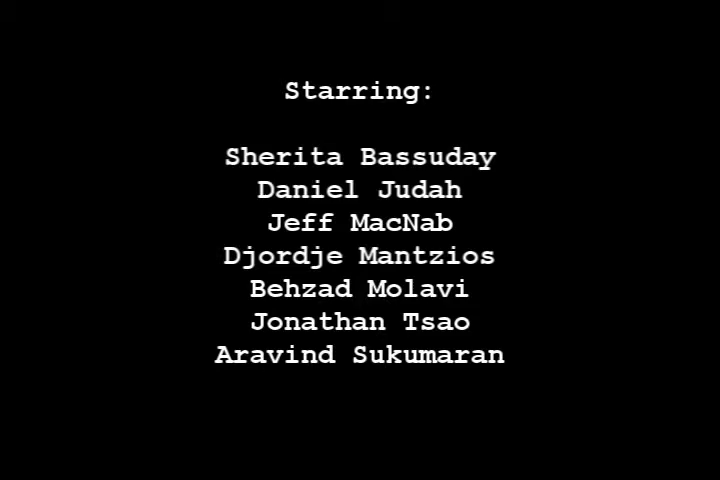 Starring:
Sherita Bassuday
Daniel Judah
Jeff MacNab
Djordje Mantzios
Behzad Molavi
Jonathan Tsao
Aravind Sukumaran